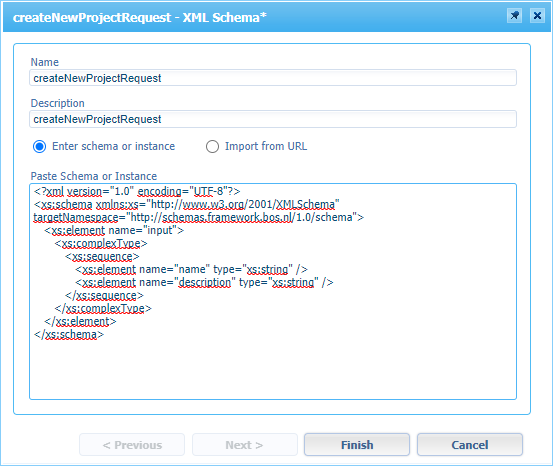 createNewProjectRequest - XML Schema*
Name
createNewProjectRequest
Description
createNewProjectRequest
Enter schema or instance
Import from URL
Paste Schema or Instance
<?xml version="1.0" encoding="UTF-8"?>
<xs:schema xmlns:xs="http://www.w3.org/2001/XMLSchema"
targetNamespace="http://schemas.framework.bos.nl/1.0/schema">
    <xs:element name="input">
        <xs:complexType>
            <xs:sequence>
                <xs:element name="name" type="xs:string" />
                <xs:element name="description" type="xs:string" />
            </xs:sequence>
        </xs:complexType>
    </xs:element>
</xs:schema>
< Previous
Next >
Finish
Cancel